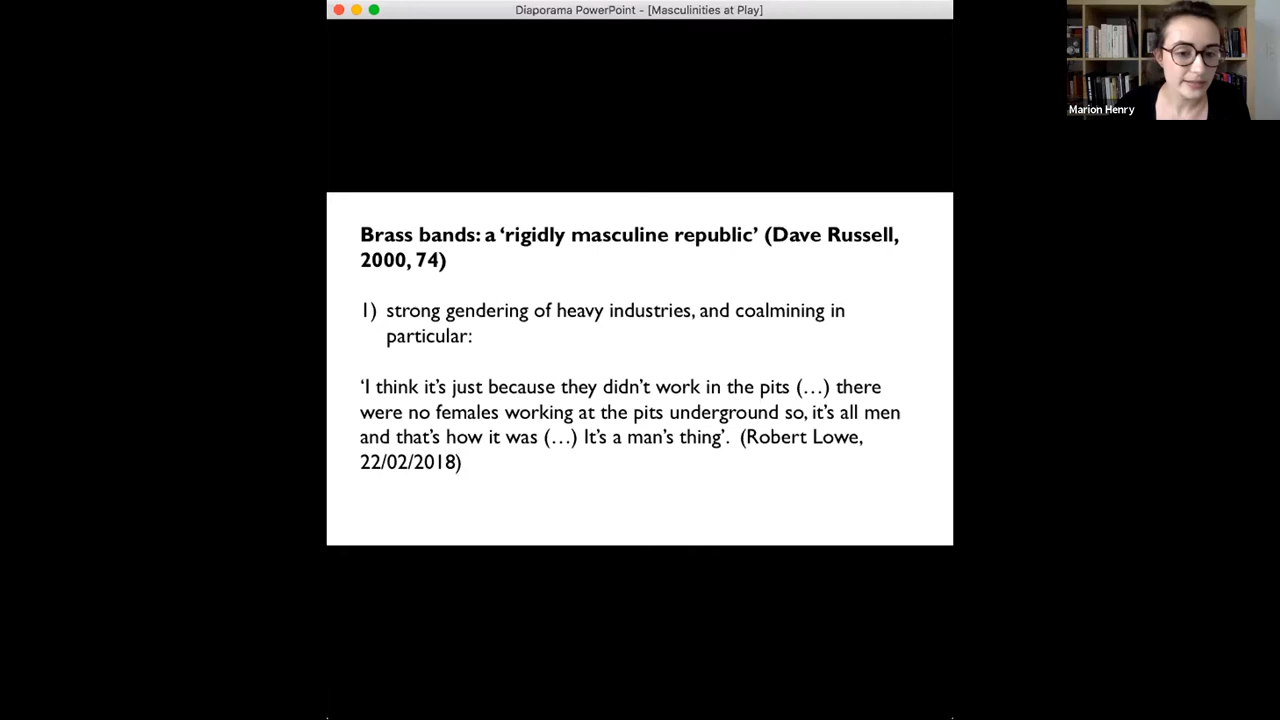 Diaporama PowerPoint - [Masculinities at Play]
Marion Henry
Brass bands: a ‘rigidly masculine republic’ (Dave Russell,
2000, 74)
1) strong gendering of heavy industries, and coalmining in
particular:
‘I think it’s just because they didn’t work in the pits (…) there
were no females working at the pits underground so, it’s all men
and that’s how it was (…) It’s a man’s thing’. (Robert Lowe,
22/02/2018)